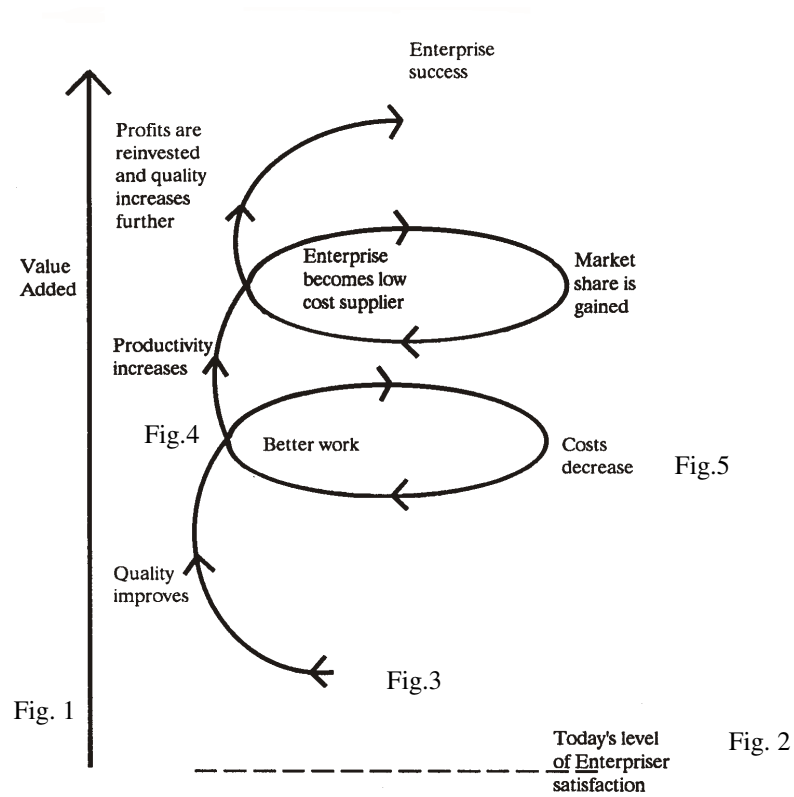 Enterprise
success
Profits are
reinvested
and quality
increases
further
Value
Added
Enterprise
becomes low
cost supplier
Market
share is
gained
Productivity
increases
Fig.4
Better work
Costs
decrease
Fig.5
Quality
improves
Fig.3
Fig. 1
Today's level
of Enterpriser
satisfaction
Fig. 2